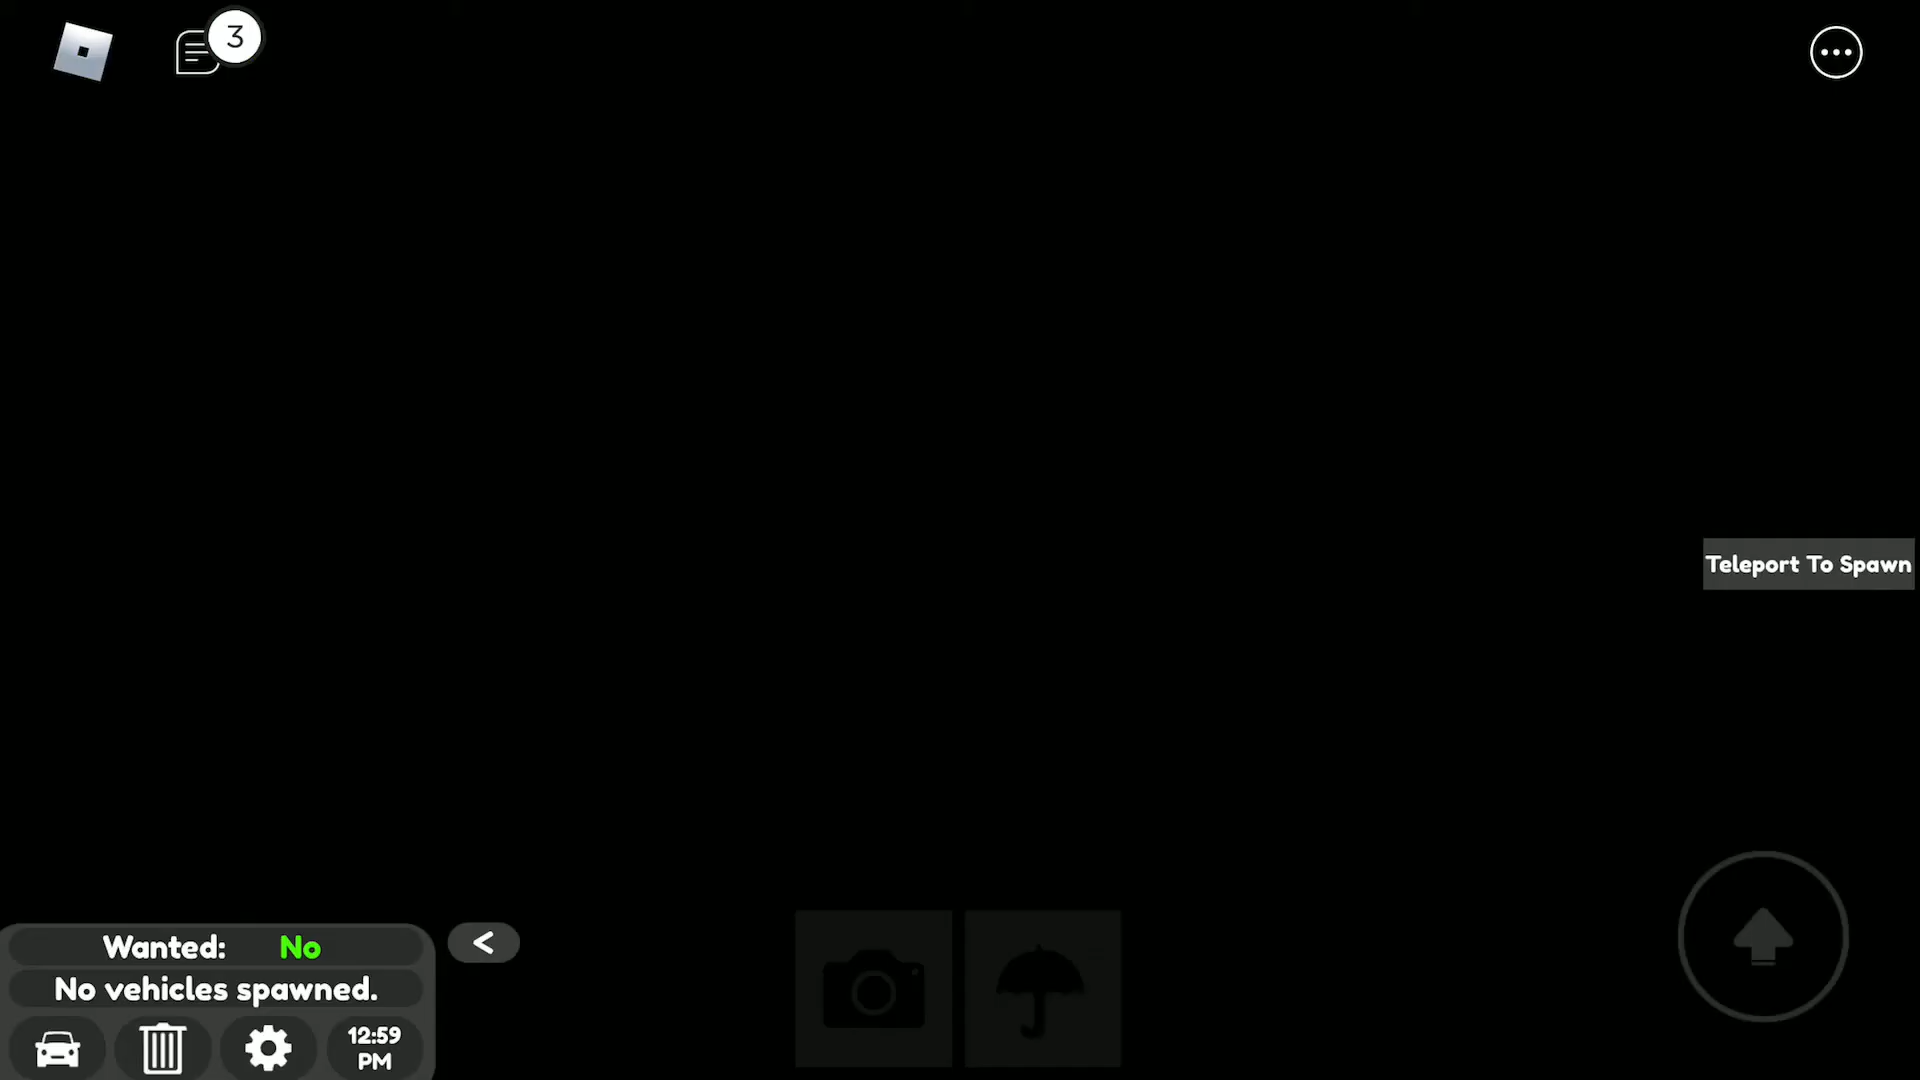 3
Teleport To Spawn
Wanted: No
<
No vehicles spawned.
12:59
PM